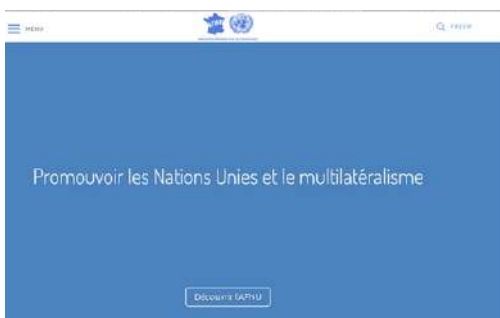 MENU
Promouvoir les Nations Unies et le multilatéralisme
Découvrir l'AFNU